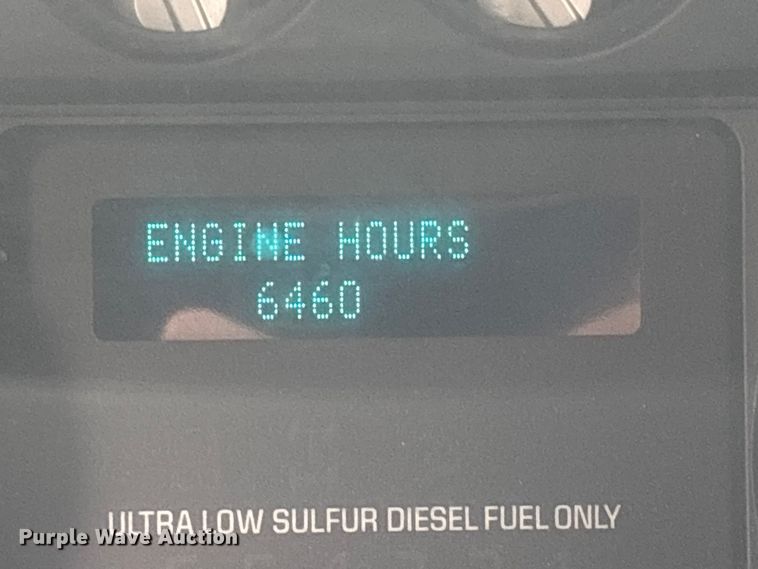 ENGINE HOURS
6460
ULTRA LOW SULFUR DIESEL FUEL ONLY
Purple Wave Auction